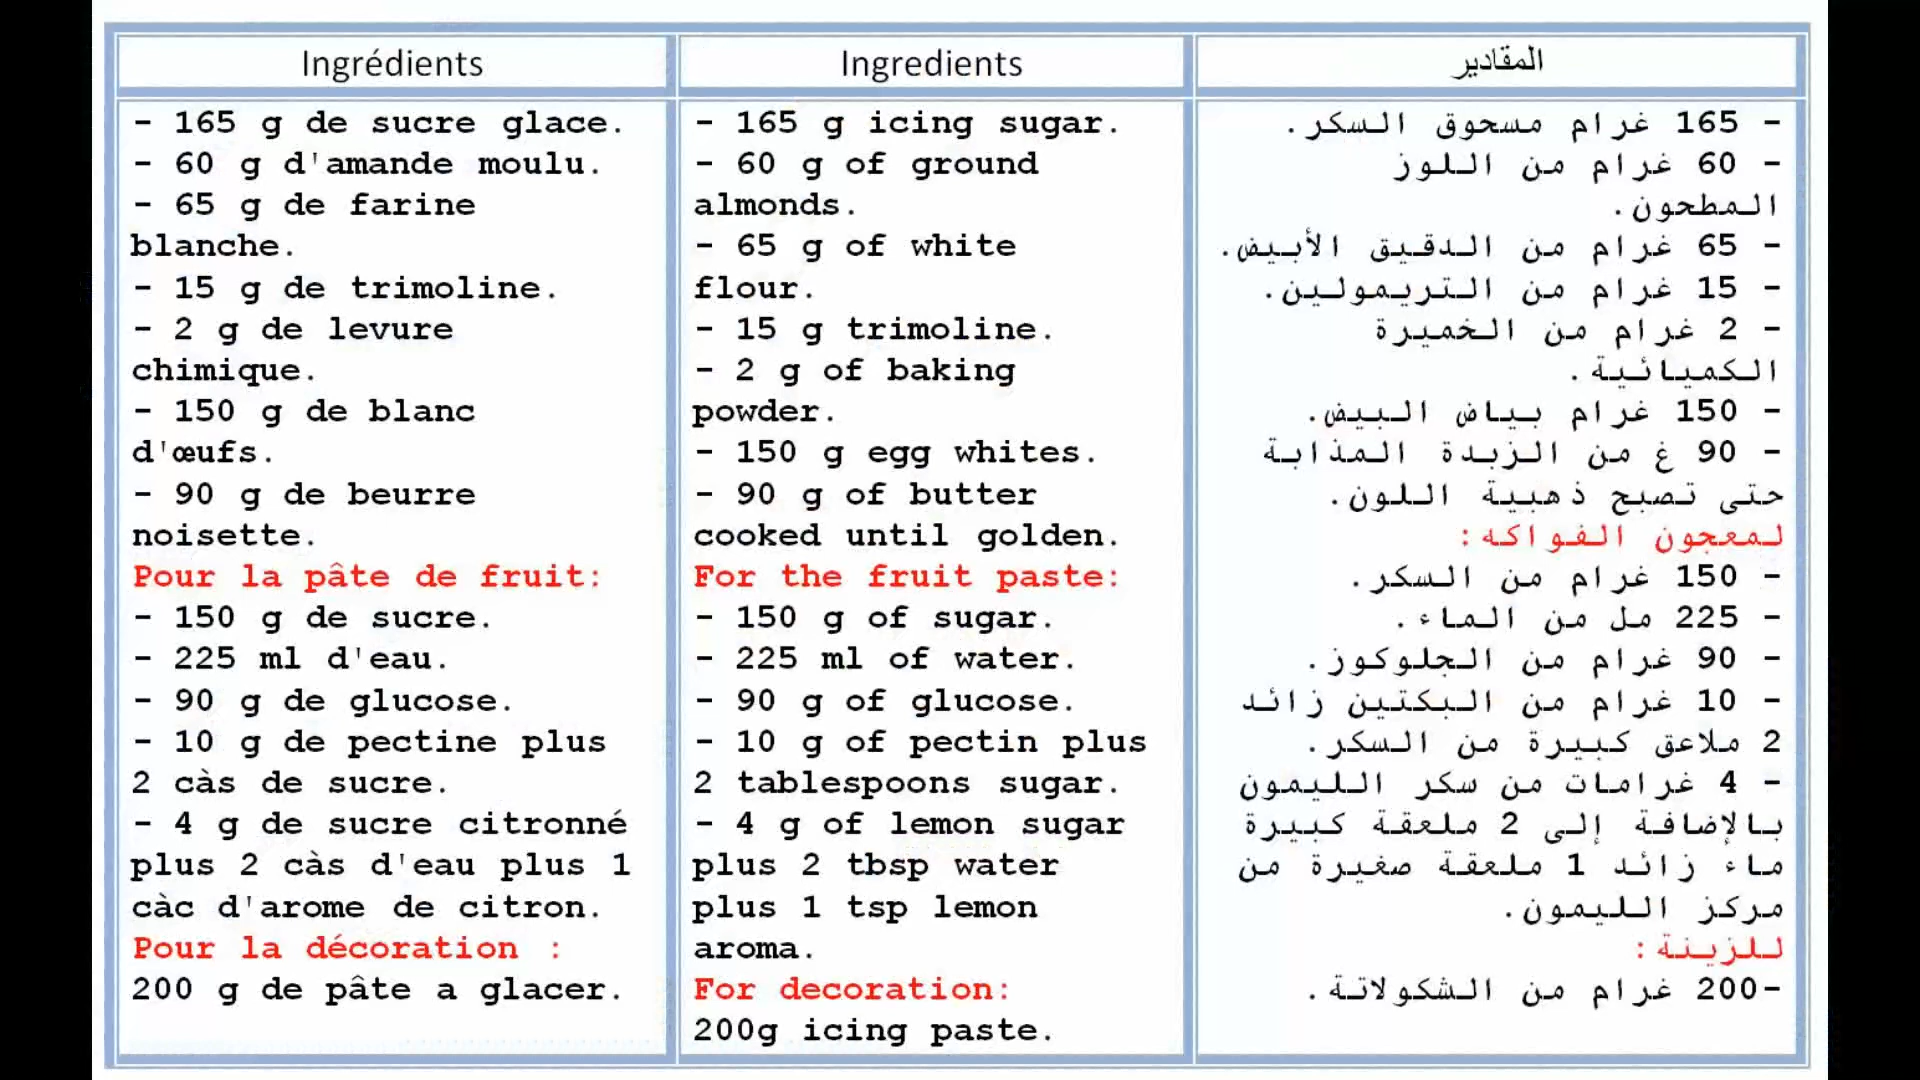 Ingrédients
- 165 g de sucre glace.
- 60 g d'amande moulu.
- 65 g de farine
blanche.
- 15 g de trimoline.
- 2 g de levure
chimique.
- 150 g de blanc
d'œufs.
- 90 g de beurre
noisette.
Pour la pâte de fruit:
- 150 g de sucre.
- 225 ml d'eau.
- 90 g de glucose.
- 10 g de pectine plus
2 càs de sucre.
- 4 g de sucre citronné
plus 2 càs d'eau plus 1
càc d'arome de citron.
Pour la décoration :
200 g de pâte a glacer.
Ingredients
- 165 g icing sugar.
- 60 g of ground
almonds.
- 65 g of white
flour.
- 15 g trimoline.
- 2 g of baking
powder.
- 150 g egg whites.
- 90 g of butter
cooked until golden.
For the fruit paste:
- 150 g of sugar.
- 225 ml of water.
- 90 g of glucose.
- 10 g of pectin plus
2 tablespoons sugar.
- 4 g of lemon sugar
plus 2 tbsp water
plus 1 tsp lemon
aroma.
For decoration:
200g icing paste.
المقادير
- 165 غرام مسحوق السكر.
- 60 غرام من اللوز
المطحون.
- 65 غرام من الدقيق الأبيض.
- 15 غرام من التريمولين.
- 2 غرام من الخميرة
الكميائية.
- 150 غرام بياض البيض.
- 90 غ من الزبدة المذابة
حتى تصبح ذهبية اللون.
لمعجون الفواكه:
- 150 غرام من السكر.
- 225 مل من الماء.
- 90 غرام من الجلوكوز.
- 10 غرام من البكتين زائد
2 ملاعق كبيرة من السكر.
- 4 غرامات من سكر الليمون
بالإضافة إلى 2 ملعقة كبيرة
ماء زائد 1 ملعقة صغيرة من
مركز الليمون.
للزينة:
-200 غرام من الشكولاتة.